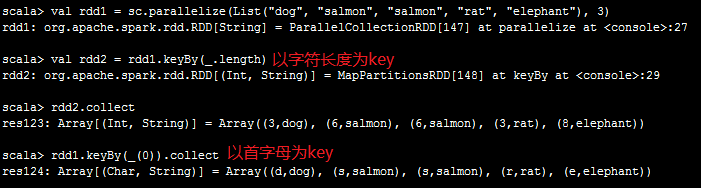 scala> val rdd1 = sc.parallelize(List("dog", "salmon", "salmon", "rat", "elephant"), 3)
rdd1: org.apache.spark.rdd.RDD[String] = ParallelCollectionRDD[147] at parallelize at <console>:27
scala> val rdd2 = rdd1.keyBy(_.length) 以字符长度为key
rdd2: org.apache.spark.rdd.RDD[(Int, String)] = MapPartitionsRDD[148] at keyBy at <console>:29
scala> rdd2.collect
res123: Array[(Int, String)] = Array((3,dog), (6,salmon), (6,salmon), (3,rat), (8,elephant))
scala> rdd1.keyBy(_(0)).collect 以首字母为key
res124: Array[(Char, String)] = Array((d,dog), (s,salmon), (s,salmon), (r,rat), (e,elephant))